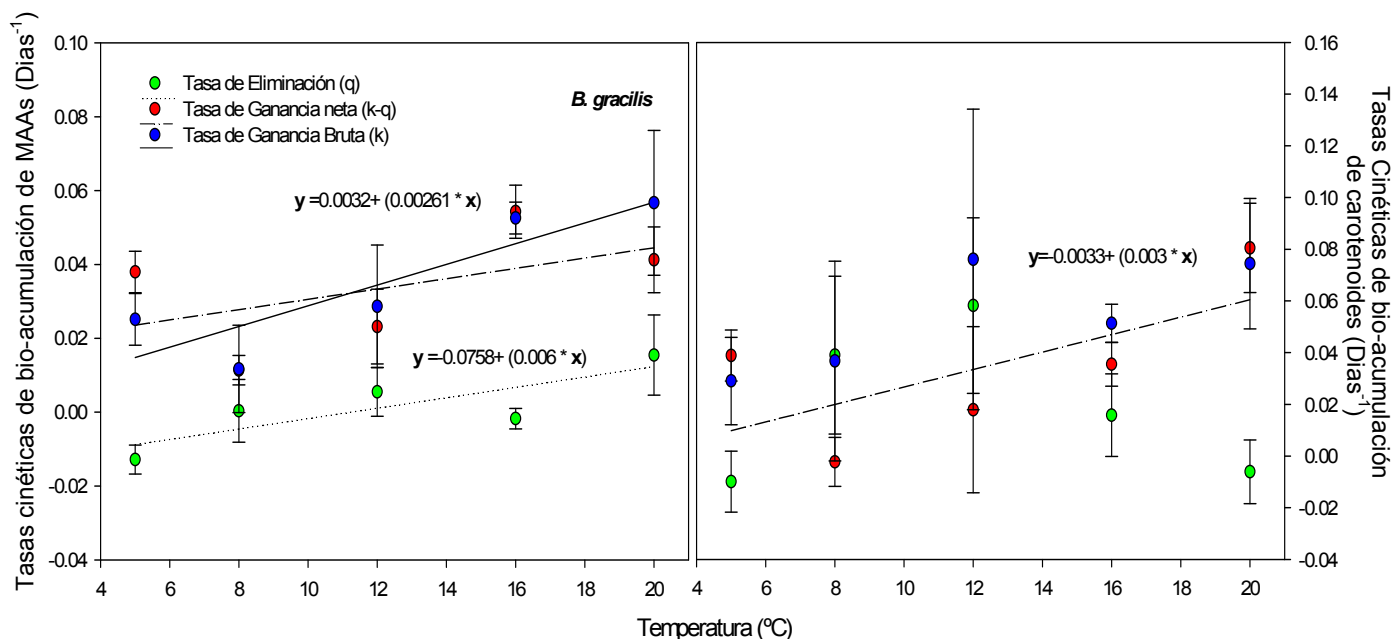 Tasas cinéticas de bio-acumulación de MAAs (Dias-1)
0.10
0.08
0.06
0.04
0.02
0.00
-0.02
-0.04
Tasa de Eliminación (q)
Tasa de Ganancia neta (k-q)
Tasa de Ganancia Bruta (k)
B. gracilis
y =0.0032+ (0.00261 * x)
y =-0.0758+ (0.006 * x)
4 6 8 10 12 14 16 18 20
y=-0.0033+ (0.003 * x)
4 6 8 10 12 14 16 18 20
0.16
0.14
0.12
0.10
0.08
0.06
0.04
0.02
0.00
-0.02
-0.04
Tasas Cinéticas de bio-acumulación
de carotenoides (Dias-1)
Temperatura (ºC)